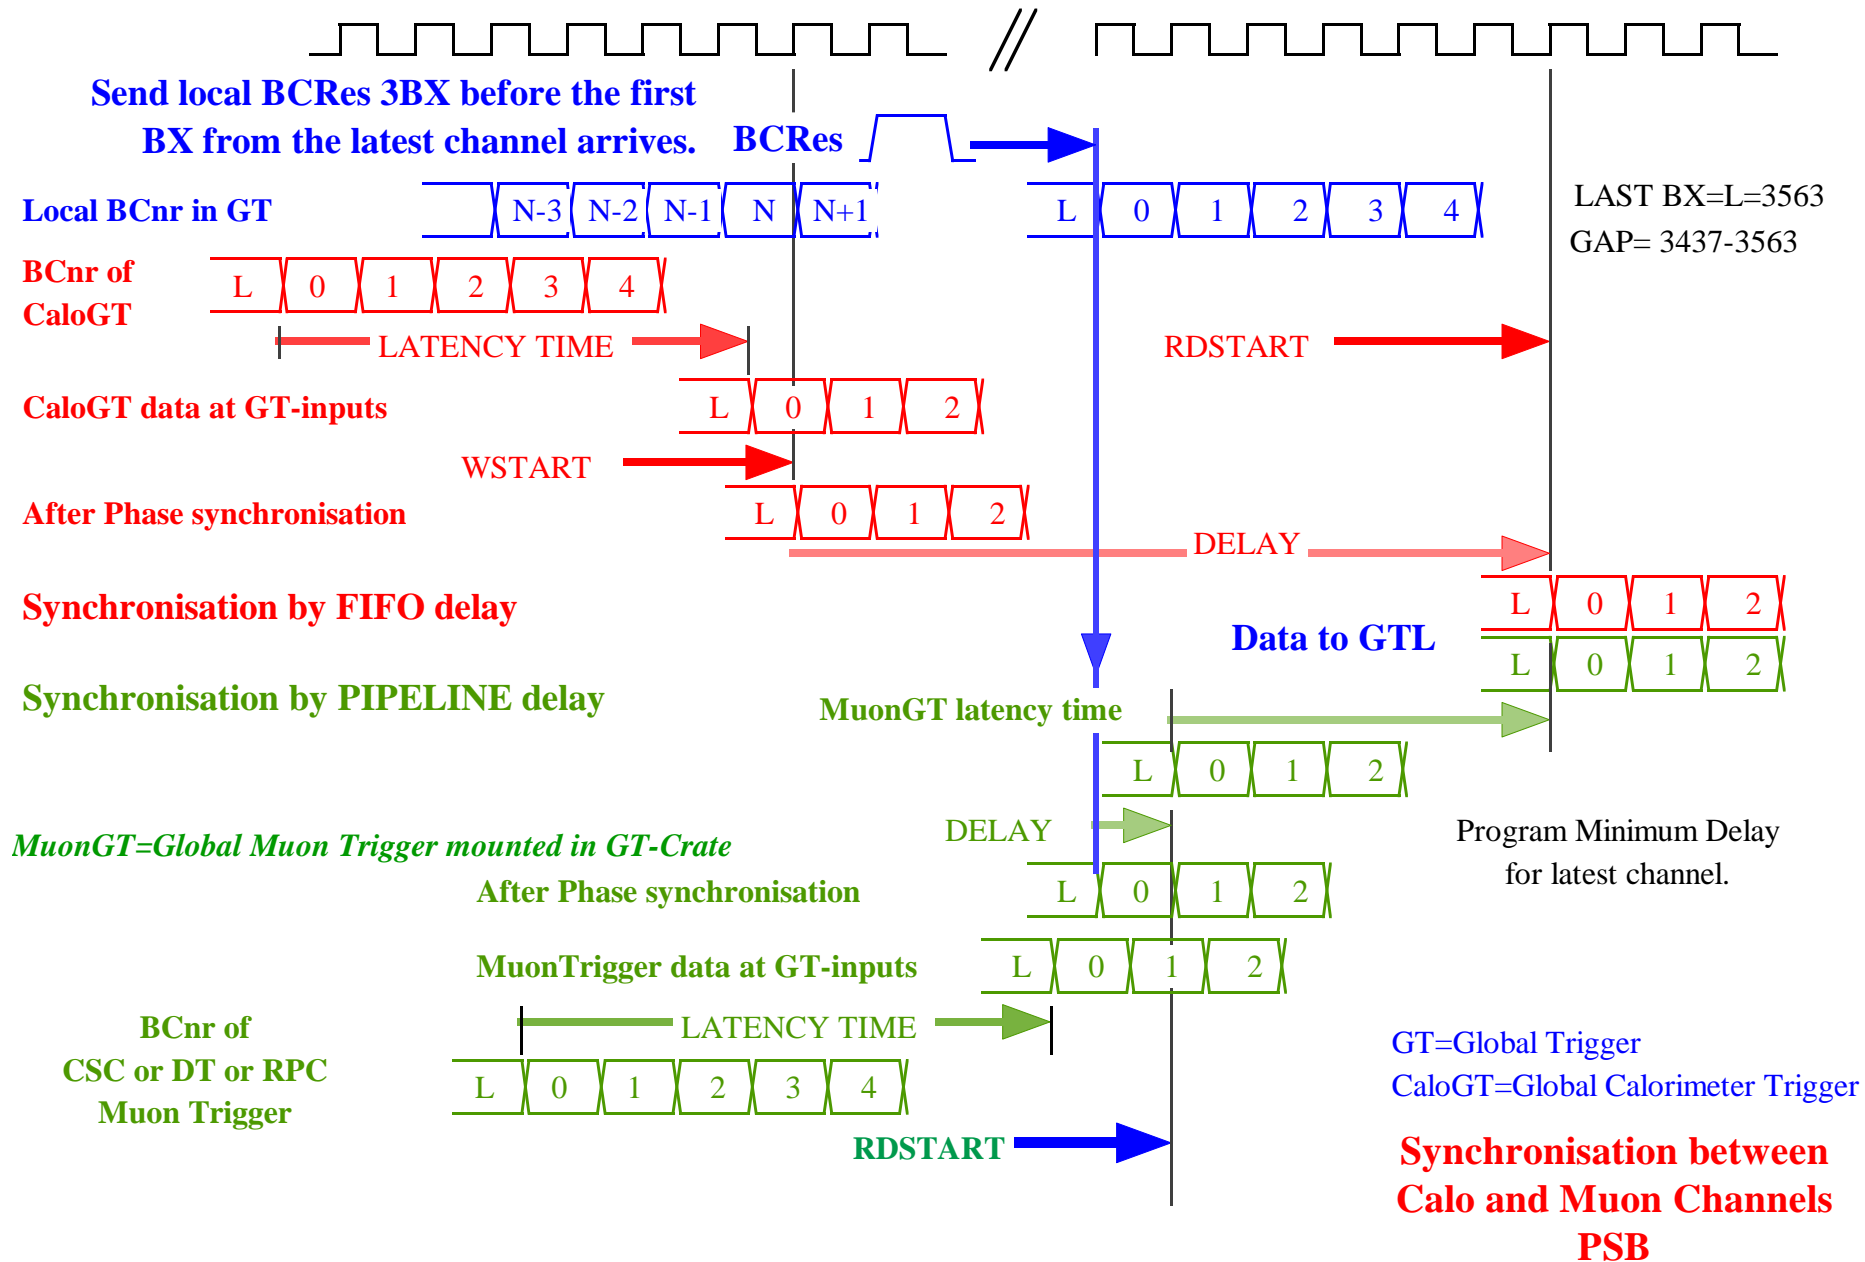 Send local BCRes 3BX before the first
BX from the latest channel arrives.
BCRes
Local BCnr in GT
N-3 N-2 N-1 N N+1
L 0 1 2 3 4
LAST BX=L=3563
GAP= 3437-3563
BCnr of
CaloGT
L 0 1 2 3 4
LATENCY TIME
RDSTART
CaloGT data at GT-inputs
L 0 1 2
WSTART
After Phase synchronisation
L 0 1 2
DELAY
Synchronisation by FIFO delay
L 0 1 2
Data to GTL
L 0 1 2
Synchronisation by PIPELINE delay
MuonGT latency time
L 0 1 2
DELAY
Program Minimum Delay
for latest channel.
MuonGT=Global Muon Trigger mounted in GT-Crate
After Phase synchronisation
L 0 1 2
MuonTrigger data at GT-inputs
L 0 1 2
BCnr of
CSC or DT or RPC
Muon Trigger
LATENCY TIME
L 0 1 2 3 4
RDSTART
GT=Global Trigger
CaloGT=Global Calorimeter Trigger
Synchronisation between
Calo and Muon Channels
PSB